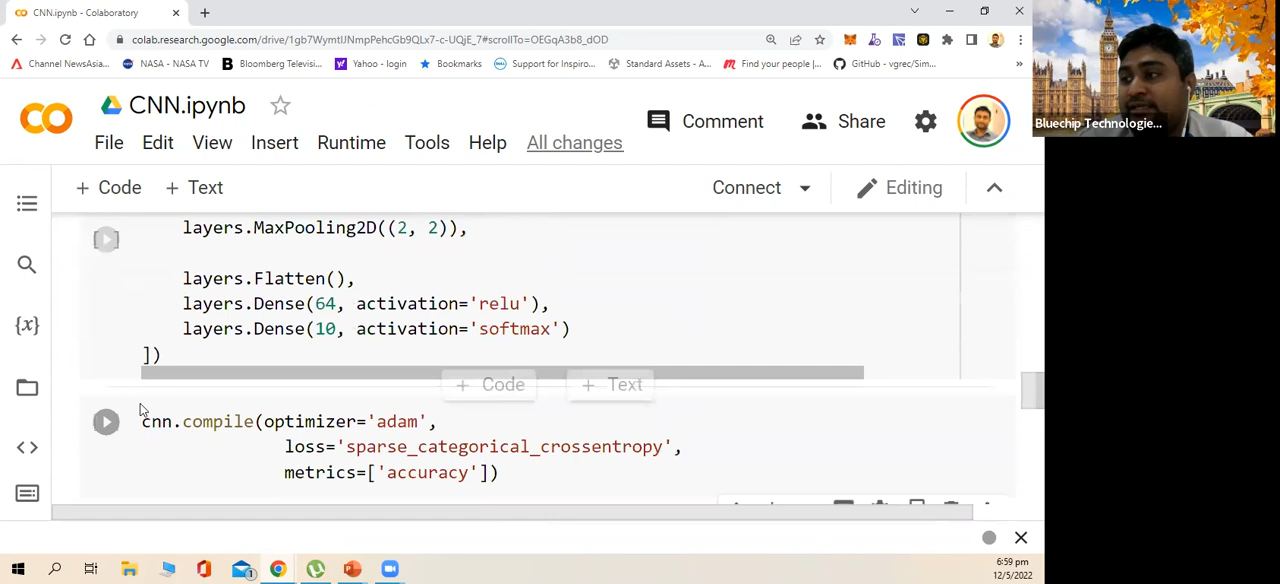 CNN.ipynb - Colaboratory
colab.research.google.com/drive/1gb7WymtIJNmpPehcGb9QLx7-c-UQjE_7#scrollTo=OEGqA3b8_dOD
Channel NewsAsia...
NASA - NASA TV
Bloomberg Televisi...
Yahoo - login
Bookmarks
Support for Inspiro...
Standard Assets - A...
Find your people |...
GitHub - vgrec/Sim...
»
CNN.ipynb
File Edit View Insert Runtime Tools Help All changes
Comment
Share
+ Code + Text
Connect
Editing
layers.MaxPooling2D((2, 2)),
layers.Flatten(),
layers.Dense(64, activation='relu'),
layers.Dense(10, activation='softmax')
])
+ Code + Text
cnn.compile(optimizer='adam',
loss='sparse_categorical_crossentropy',
metrics=['accuracy'])
{x}
Bluechip Technologie...
6:59 pm
12/5/2022